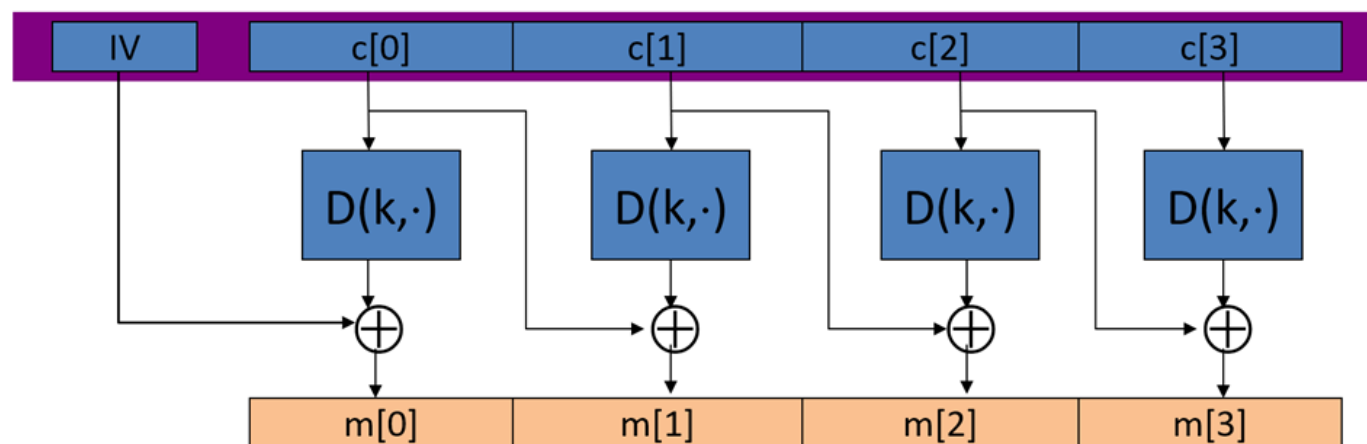 IV c[0] c[1] c[2] c[3]
D(k,·) D(k,·) D(k,·) D(k,·)
m[0] m[1] m[2] m[3]